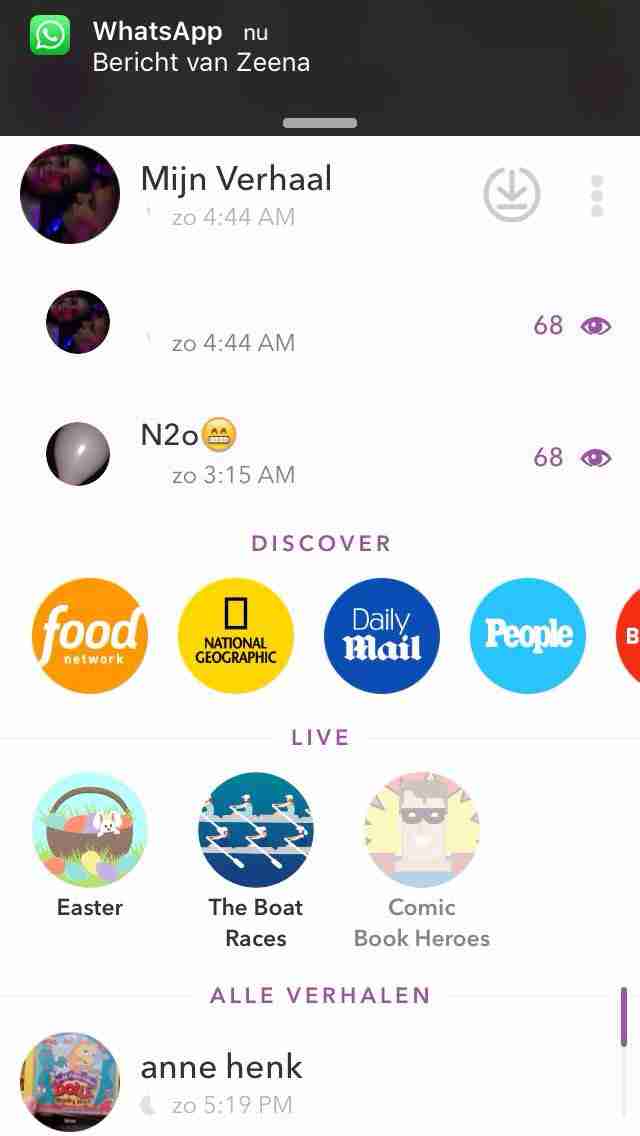 WhatsApp nu
Bericht van Zeena
Mijn Verhaal
zo 4:44 AM
68
zo 4:44 AM
N2o😁
68
zo 3:15 AM
DISCOVER
food
network
NATIONAL
GEOGRAPHIC
Daily
Mail
People
B
LIVE
Easter
The Boat
Races
Comic
Book Heroes
ALLE VERHALEN
anne henk
zo 5:19 PM